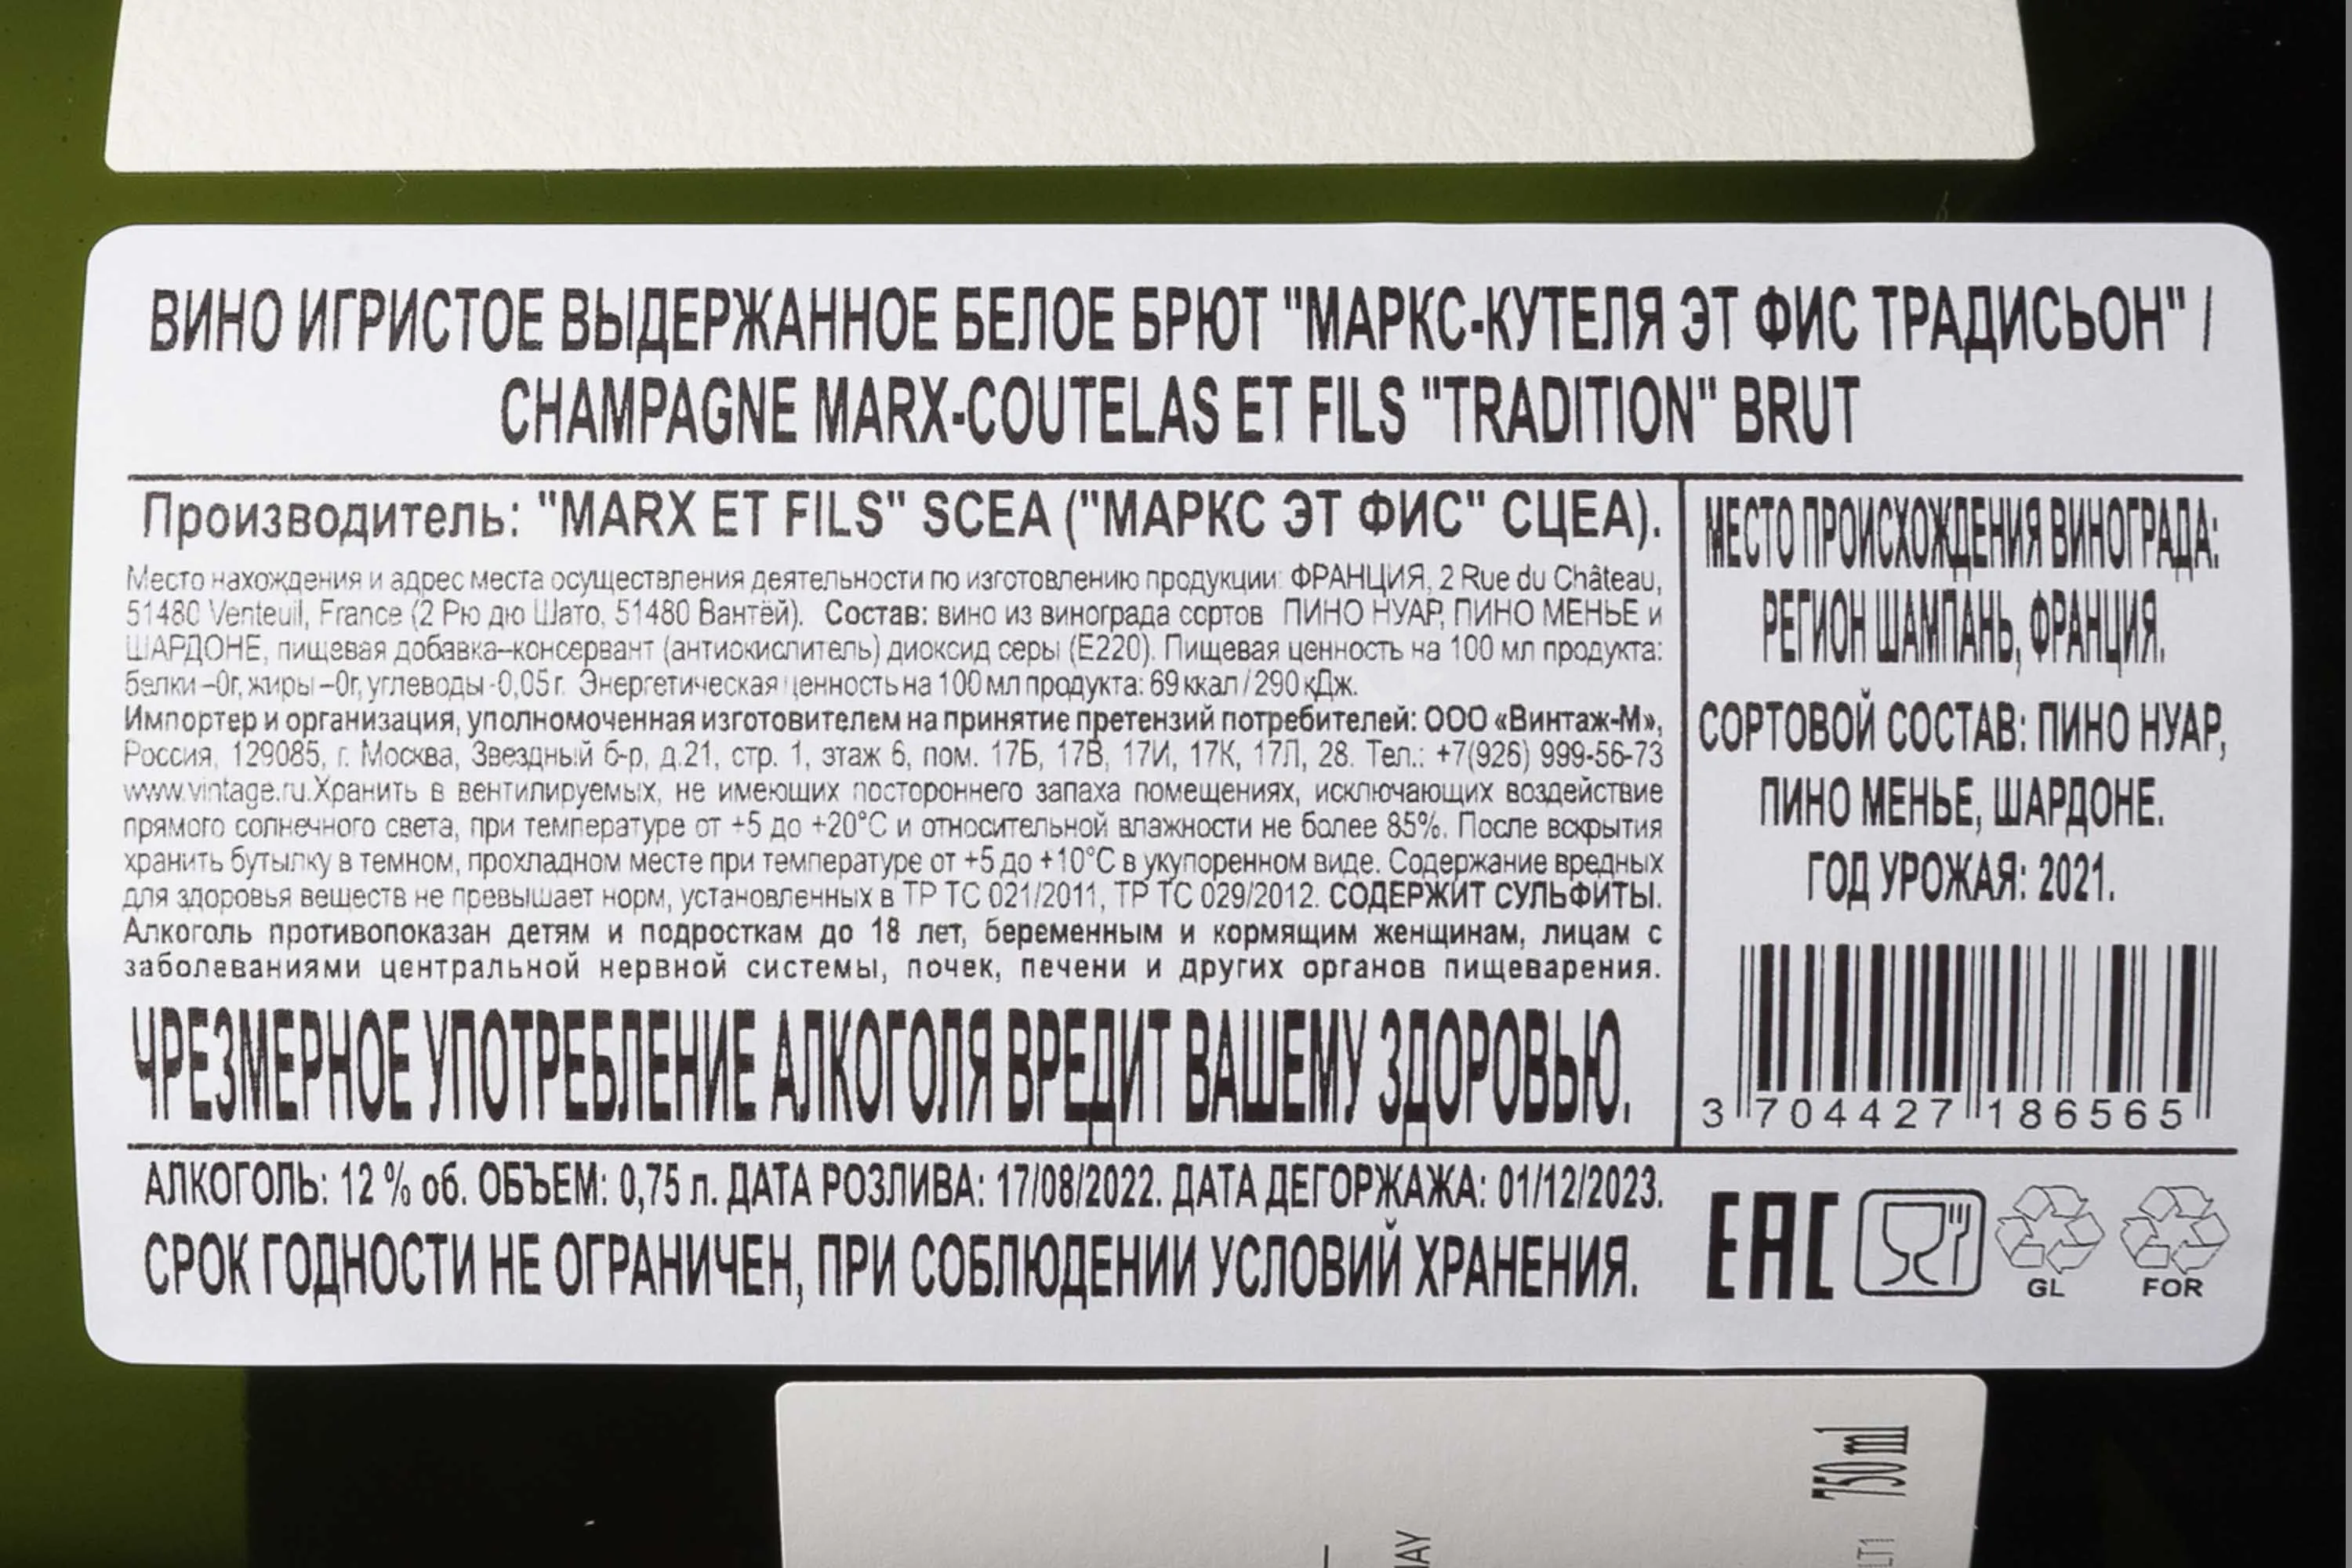 ВИНО ИГРИСТОЕ ВЫДЕРЖАННОЕ БЕЛОЕ БРЮТ "МАРКС-КУТЕЛЯ ЭТ ФИС ТРАДИСЬОН" /
CHAMPAGNE MARX-COUTELAS ET FILS "TRADITION" BRUT
Производитель: "MARX ET FILS" SCEA ("МАРКС ЭТ ФИС" СЦЕА).
Место нахождения и адрес места осуществления деятельности по изготовлению продукции: ФРАНЦИЯ, 2 Rue du Château,
51480 Venteuil, France (2 Рю дю Шато, 51480 Вантёй). Состав: вино из винограда сортов ПИНО НУАР, ПИНО МЕНЬЕ и
ШАРДОНЕ, пищевая добавка–консервант (антиокислитель) диоксид серы (Е220). Пищевая ценность на 100 мл продукта:
белки –0г, жиры –0г, углеводы -0,05 г. Энергетическая ценность на 100 мл продукта: 69 ккал / 290 кДж.
Импортер и организация, уполномоченная изготовителем на принятие претензий потребителей: ООО «Винтаж-М»,
Россия, 129085, г. Москва, Звездный б-р, д.21, стр. 1, этаж 6, пом. 17Б, 17В, 17И, 17К, 17Л, 28. Тел.: +7(926) 999-56-73
www.vintage.ru.Хранить в вентилируемых, не имеющих постороннего запаха помещениях, исключающих воздействие
прямого солнечного света, при температуре от +5 до +20°С и относительной влажности не более 85%. После вскрытия
хранить бутылку в темном, прохладном месте при температуре от +5 до +10°С в укупоренном виде. Содержание вредных
для здоровья веществ не превышает норм, установленных в ТР ТС 021/2011, ТР ТС 029/2012. СОДЕРЖИТ СУЛЬФИТЫ.
Алкоголь противопоказан детям и подросткам до 18 лет, беременным и кормящим женщинам, лицам с
заболеваниями центральной нервной системы, почек, печени и других органов пищеварения.
ЧРЕЗМЕРНОЕ УПОТРЕБЛЕНИЕ АЛКОГОЛЯ ВРЕДИТ ВАШЕМУ ЗДОРОВЬЮ.
МЕСТО ПРОИСХОЖДЕНИЯ ВИНОГРАДА:
РЕГИОН ШАМПАНЬ, ФРАНЦИЯ.
СОРТОВОЙ СОСТАВ: ПИНО НУАР,
ПИНО МЕНЬЕ, ШАРДОНЕ.
ГОД УРОЖАЯ: 2021.
3 704427 186565
АЛКОГОЛЬ: 12 % об. ОБЪЕМ: 0,75 л. ДАТА РОЗЛИВА: 17/08/2022. ДАТА ДЕГОРЖАЖА: 01/12/2023.
СРОК ГОДНОСТИ НЕ ОГРАНИЧЕН, ПРИ СОБЛЮДЕНИИ УСЛОВИЙ ХРАНЕНИЯ.
EAC
GL
FOR
750 ml